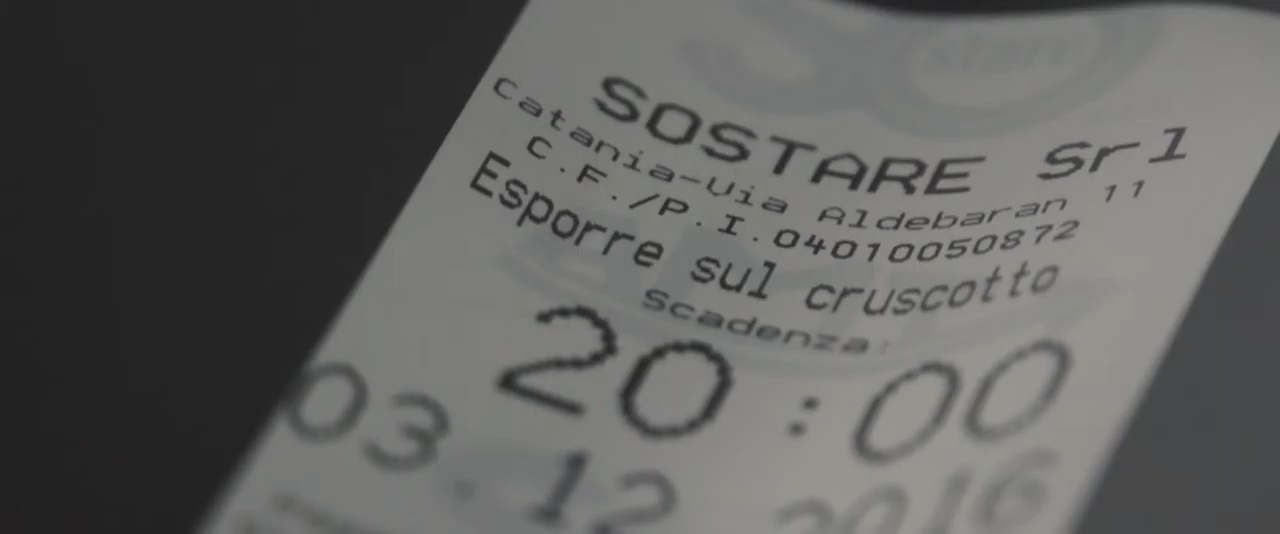 SOSTARE Srl
Catania-Via Aldebaran 11
C.F./P.I.04010050872
Esporre sul cruscotto
Scadenza:
20:00
03.12 2016